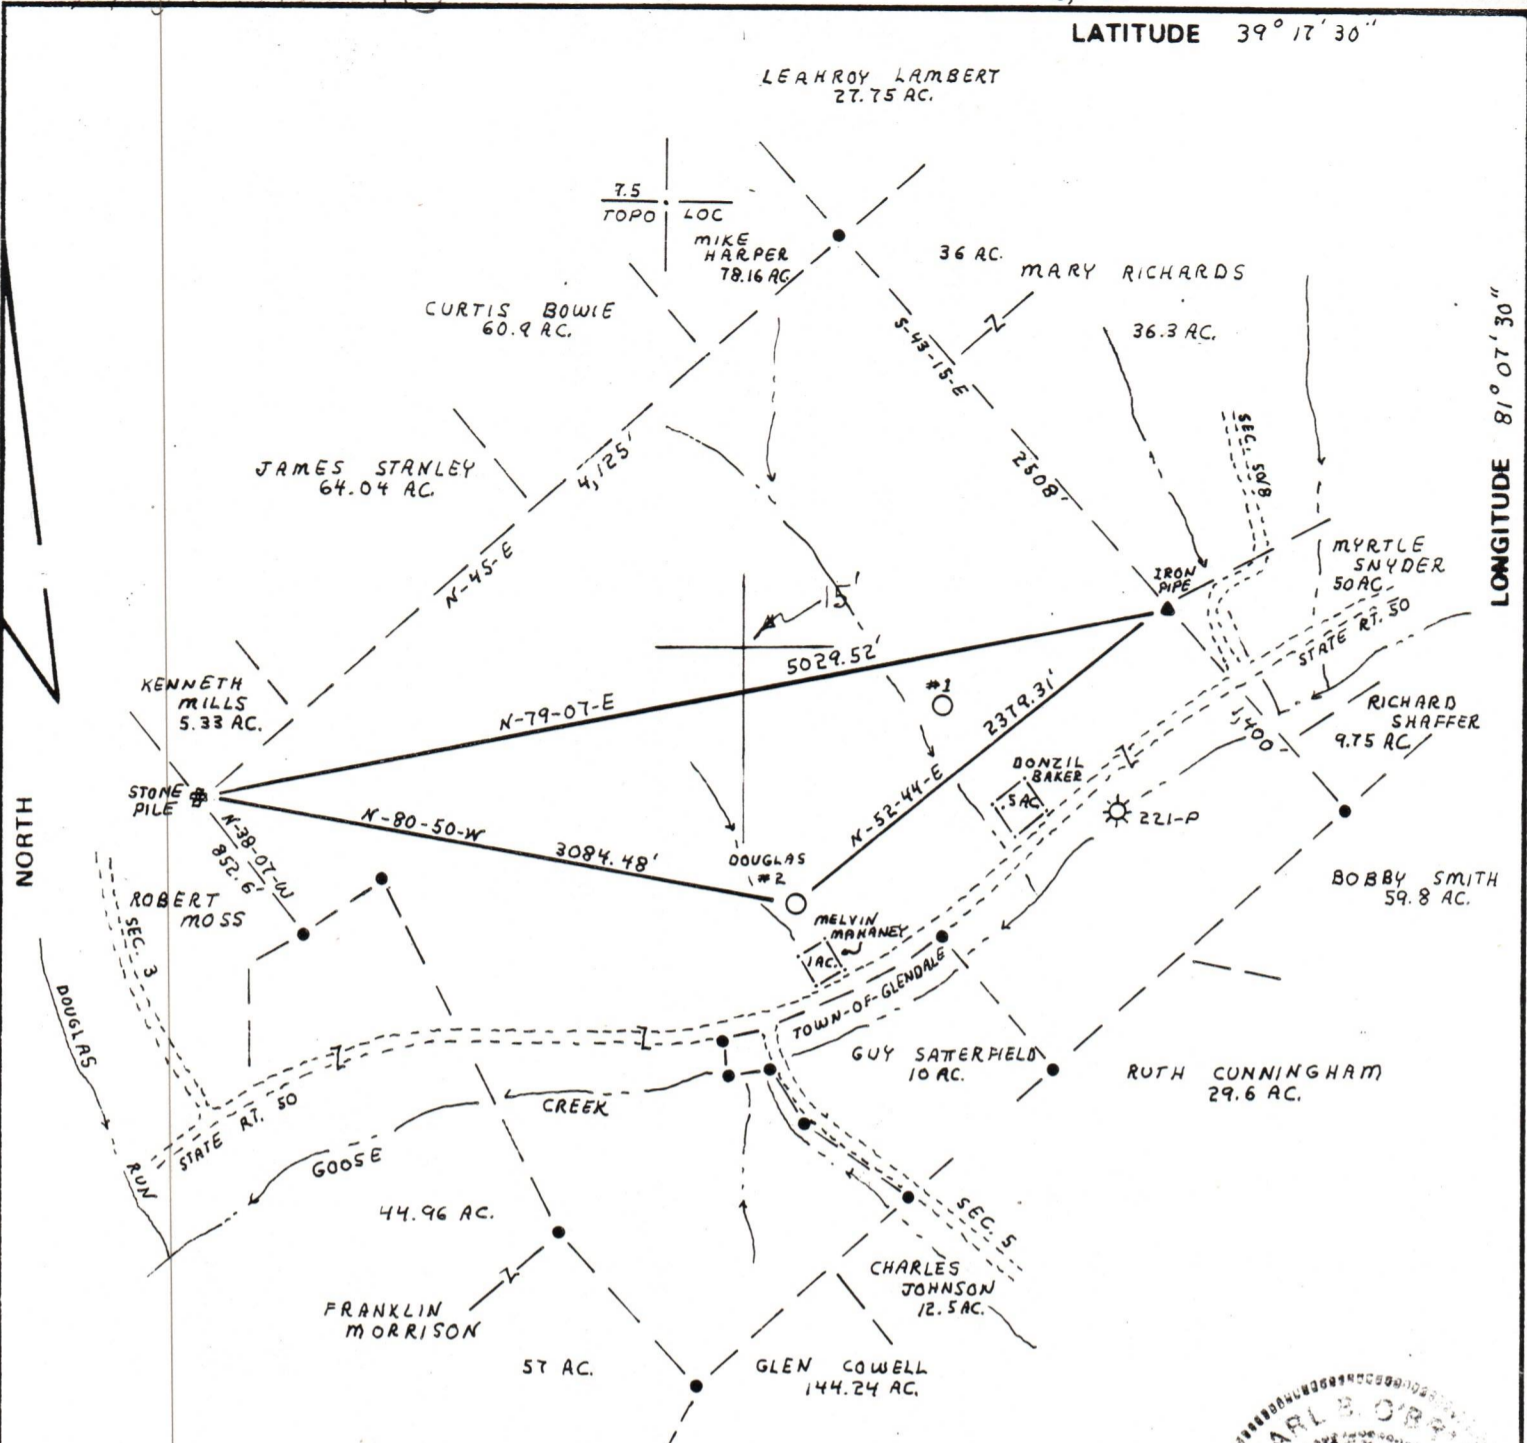 LATITUDE 39° 17' 30"
LEAHROY LAMBERT
27.75 AC.
7.5
TOPO LOC
MIKE
HARPER
78.16 AC.
36 AC.
MARY RICHARDS
36.3 AC.
CURTIS BOWIE
60.9 AC.
S-43-15-E
2508'
LONGITUDE 81° 07' 30"
SEC. 50/8
JAMES STANLEY
64.04 AC.
4,125'
N-45-E
MYRTLE
SNYDER
50 AC.
IRON
PIPE
STATE RT. 50
15'
5029.52'
N-79-07-E
#1
2379.31'
N-52-44-E
KENNETH
MILLS
5.33 AC.
RICHARD
SHAFFER
9.75 AC.
1,400'
DONZIL
BAKER
.5 AC.
221-P
STONE
PILE
N-80-50-W
3084.48'
N-38-07-W
852.6'
DOUGLAS
#2
NORTH
ROBERT
MOSS
SEC. 3
MELVIN
MAHANEY
1 AC.
BOBBY SMITH
59.8 AC.
TOWN-OF-GLENDALE
DOUGLAS
RUN
GUY SATTERFIELD
10 AC.
RUTH CUNNINGHAM
29.6 AC.
STATE RT. 50
GOOSE
CREEK
44.96 AC.
SEC. 5
CHARLES
JOHNSON
12.5 AC.
FRANKLIN
MORRISON
57 AC.
GLEN COWELL
144.24 AC.